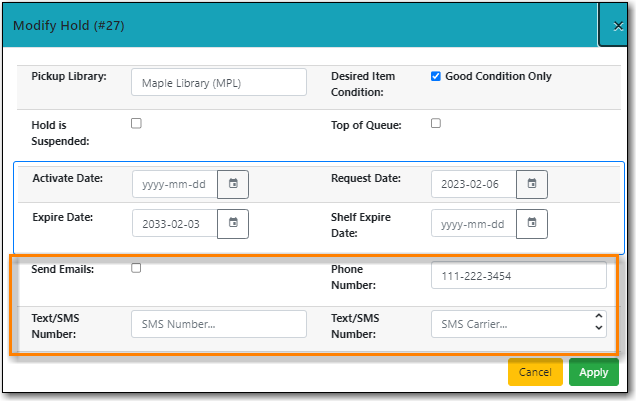 Modify Hold (#27) ×
Pickup Library: Maple Library (MPL) Desired Item Good Condition Only
Condition:
Hold is Top of Queue:
Suspended:
Activate Date: yyyy-mm-dd Request Date: 2023-02-06
Expire Date: 2033-02-03 Shelf Expire yyyy-mm-dd
Date:
Send Emails: Phone 111-222-3454
Number:
Text/SMS SMS Number... Text/SMS SMS Carrier...
Number: Number:
Cancel Apply